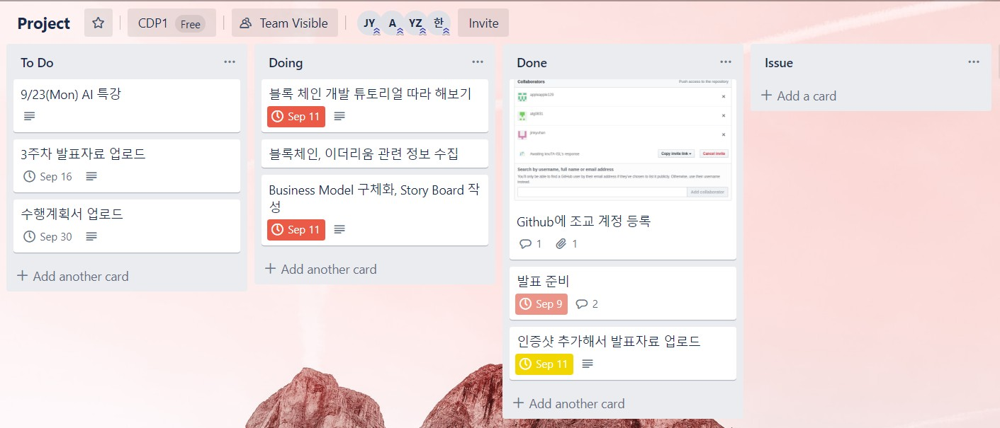 Project
CDP1 Free
Team Visible
JY A YZ 한
Invite
To Do
9/23(Mon) AI 특강
3주차 발표자료 업로드
Sep 16
수행계획서 업로드
Sep 30
+ Add another card
Doing
블록 체인 개발 튜토리얼 따라 해보기
Sep 11
블록체인, 이더리움 관련 정보 수집
Business Model 구체화, Story Board 작
성
Sep 11
+ Add another card
Done
Collaborators Push access to the repository
Awaiting response
Copy invite link Cancel invite
Search by username, full name or email address
You'll only be able to find a GitHub user by their email address if they've chosen to list it publicly. Otherwise, use their username
instead.
Add collaborator
Github에 조교 계정 등록
1 1
발표 준비
Sep 9 2
인증샷 추가해서 발표자료 업로드
Sep 11
+ Add another card
Issue
+ Add a card